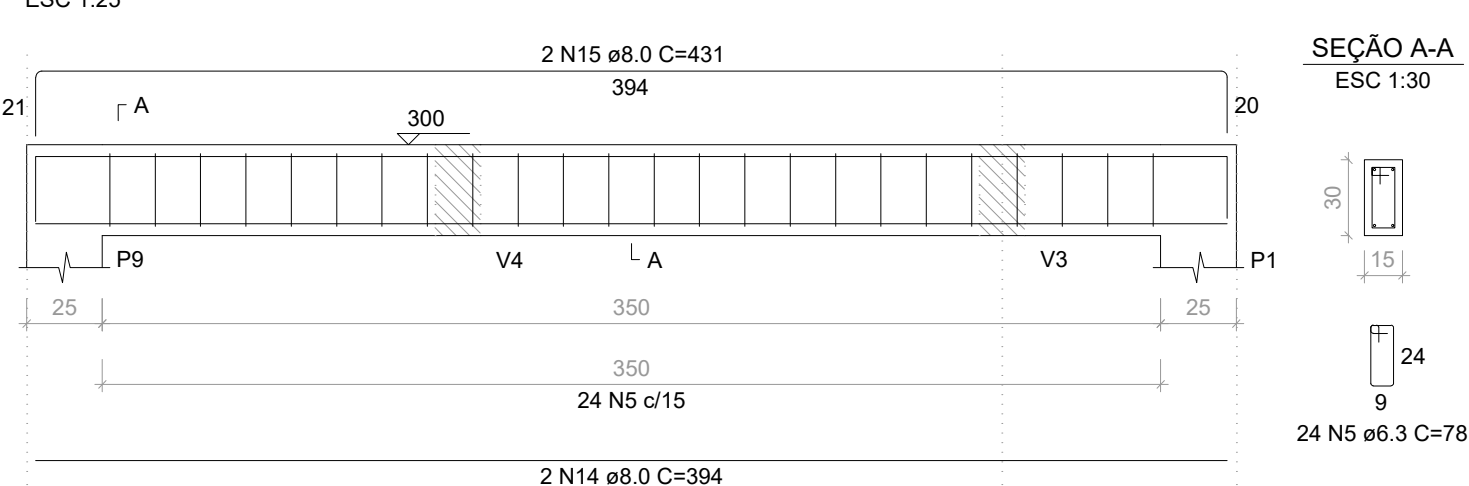 ESC 1:25
2 N15 ø8.0 C=431
394
21
20
A
300
P9
V4
A
V3
P1
25
350
25
350
24 N5 c/15
2 N14 ø8.0 C=394
SEÇÃO A-A
ESC 1:30
30
15
24
9
24 N5 ø6.3 C=78